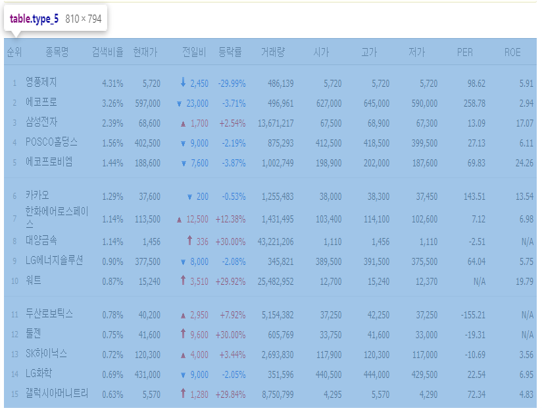 table.type_5 810 × 794
순위 종목명 검색비율 현재가 전일비 등락률 거래량 시가 고가 저가 PER ROE
1 영풍제지 4.31% 5,720 ↓ 2,450 -29.99% 486,139 5,720 5,720 5,720 98.62 5.91
2 에코프로 3.26% 597,000 ▼ 23,000 -3.71% 496,961 627,000 645,000 590,000 258.78 2.94
3 삼성전자 2.39% 68,600 ▲ 1,700 +2.54% 13,671,217 67,500 68,900 67,300 13.09 17.07
4 POSCO홀딩스 1.56% 402,500 ▼ 9,000 -2.19% 875,293 412,500 418,500 399,500 27.13 6.11
5 에코프로비엠 1.44% 188,600 ▼ 7,600 -3.87% 1,002,749 198,900 202,000 187,600 69.83 24.26
6 카카오 1.29% 37,600 ▼ 200 -0.53% 1,255,483 38,000 38,300 37,450 143.51 13.54
7 한화에어로스페이스 1.14% 113,500 ▲ 12,500 +12.38% 1,431,495 103,400 114,100 102,600 7.12 6.98
8 대양금속 1.14% 1,456 ↑ 336 +30.00% 43,221,206 1,110 1,456 1,110 -2.51 N/A
9 LG에너지솔루션 0.90% 377,500 ▼ 8,000 -2.08% 345,821 389,500 391,500 375,500 64.04 5.75
10 워트 0.87% 15,240 ↑ 3,510 +29.92% 25,482,952 12,700 15,240 12,370 N/A 19.79
11 두산로보틱스 0.78% 40,200 ▲ 2,950 +7.92% 5,154,382 37,250 42,250 37,250 -155.21 N/A
12 툴젠 0.75% 41,600 ↑ 9,600 +30.00% 605,769 33,750 41,600 33,000 -19.31 N/A
13 SK하이닉스 0.72% 120,300 ▲ 4,000 +3.44% 2,693,830 117,900 120,300 117,000 -10.69 3.56
14 LG화학 0.69% 431,000 ▼ 9,000 -2.05% 351,596 440,500 444,000 429,500 22.54 6.95
15 갤럭시아머니트리 0.63% 5,570 ↑ 1,280 +29.84% 8,750,799 4,295 5,570 4,290 72.34 4.83